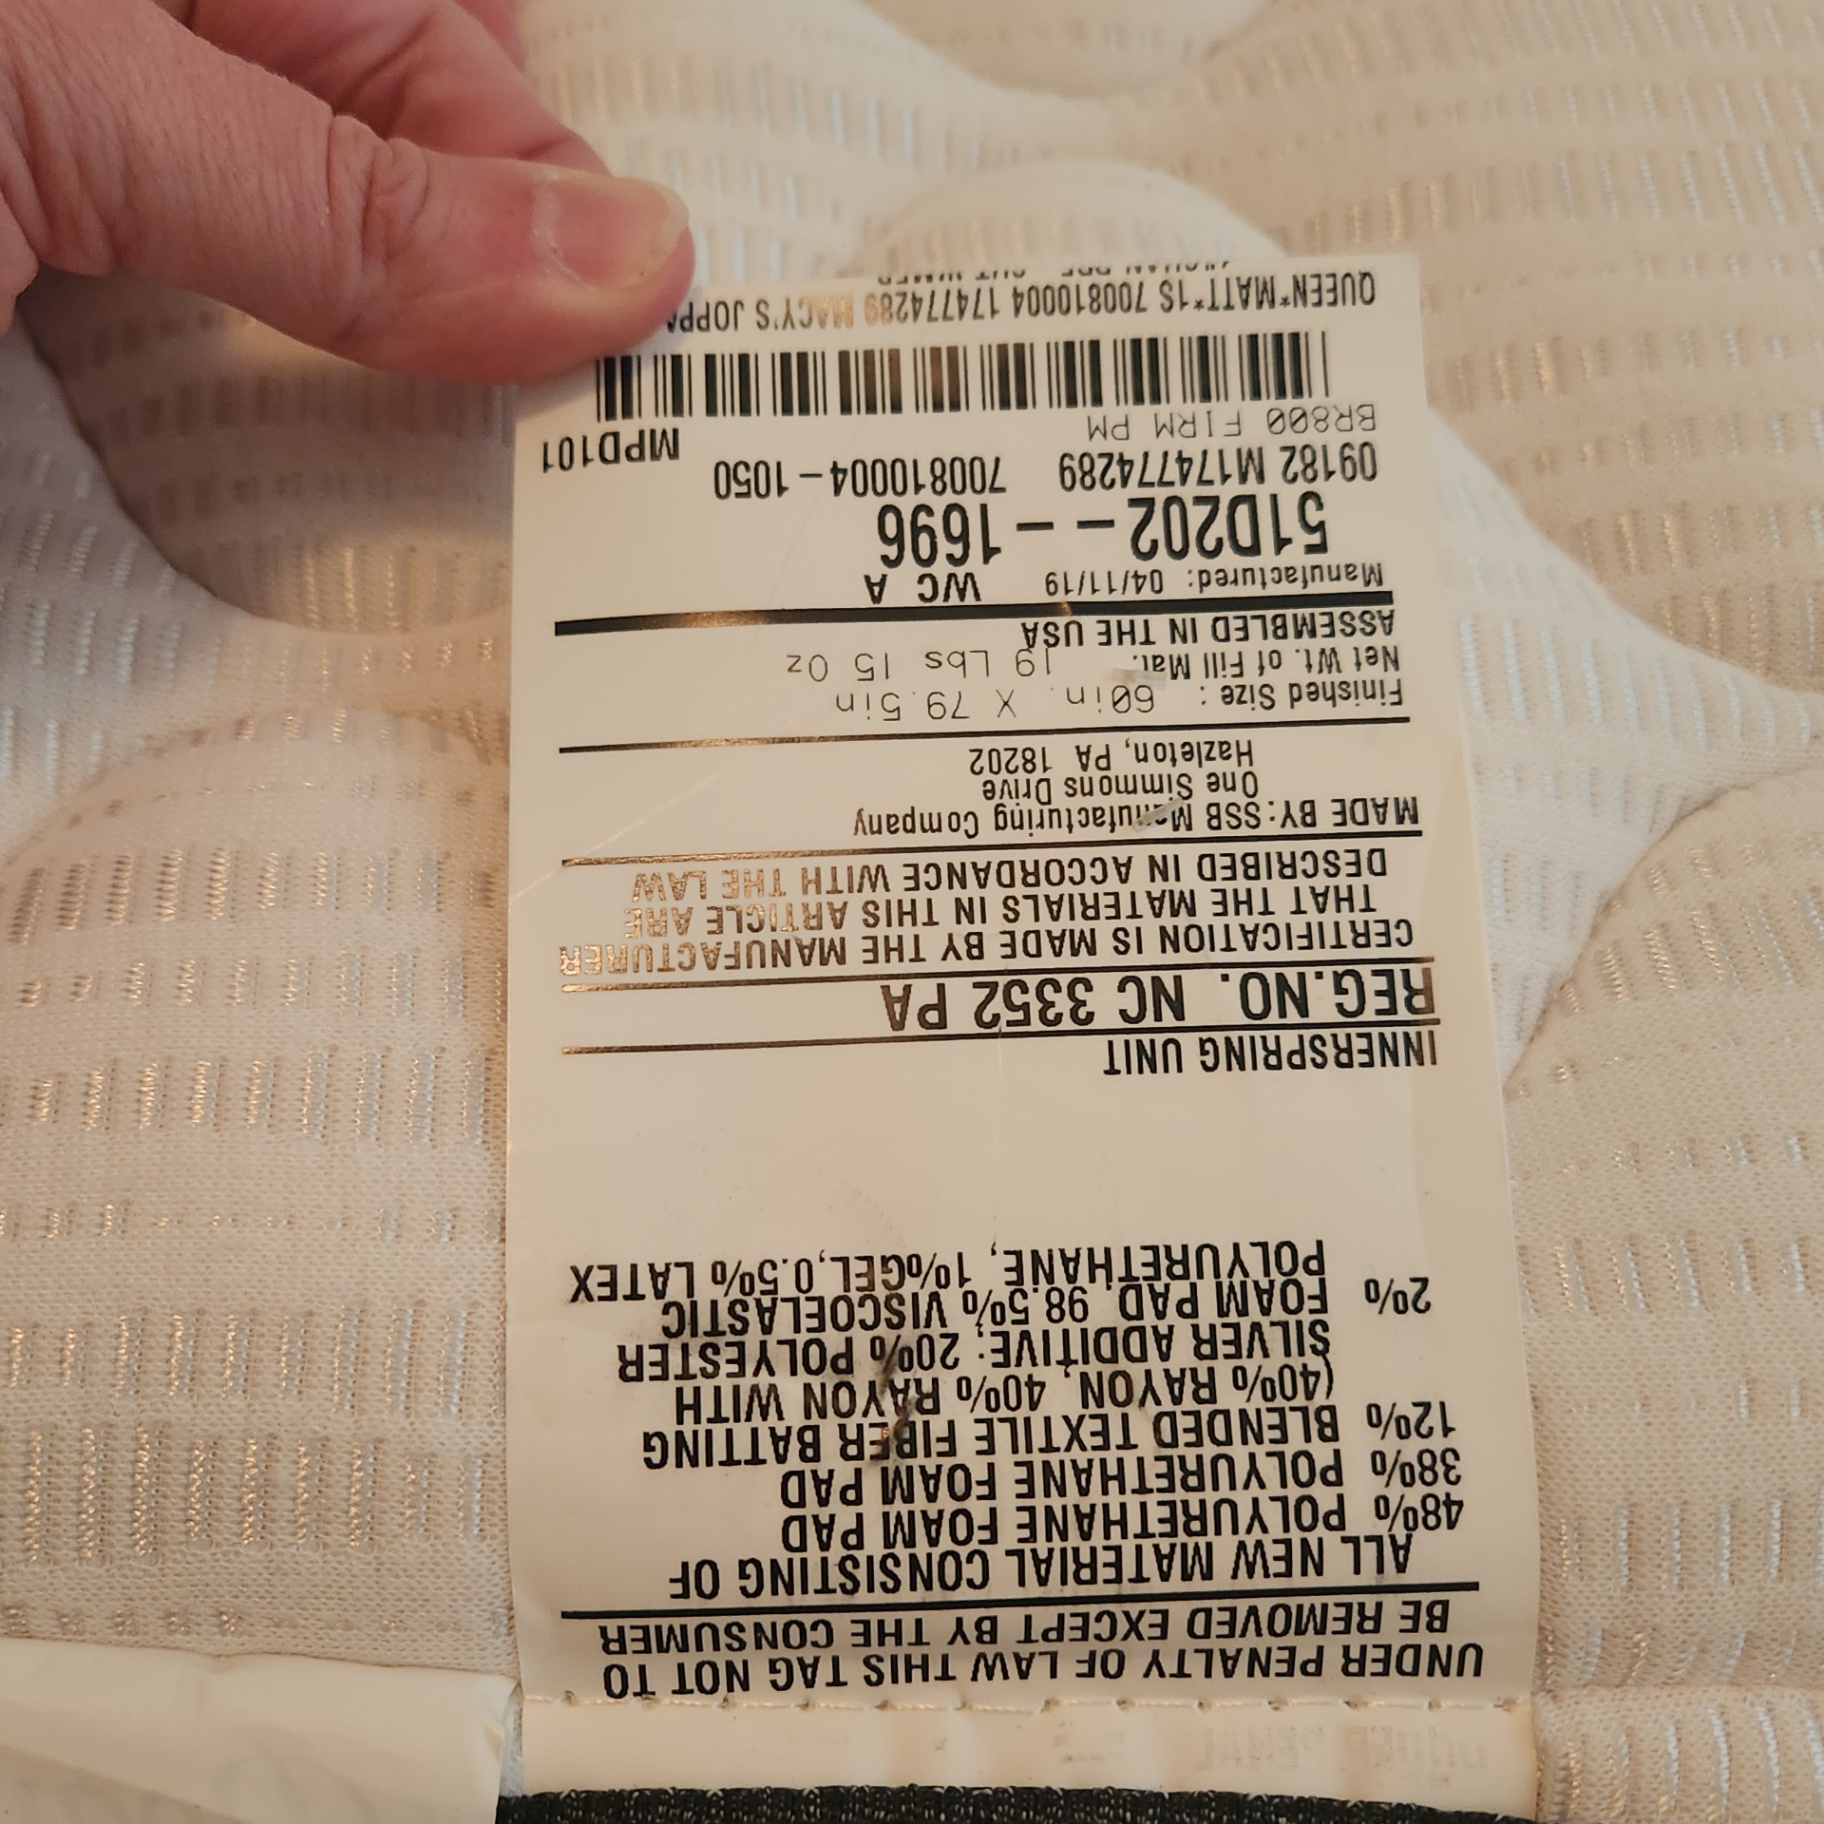 UNDER PENALTY OF LAW THIS TAG NOT TO
BE REMOVED EXCEPT BY THE CONSUMER
ALL NEW MATERIAL CONSISTING OF
48% POLYURETHANE FOAM PAD
38% POLYURETHANE FOAM PAD
12% BLENDED TEXTILE FIBER BATTING
(40% RAYON, 40% RAYON WITH
SILVER ADDITIVE; 20% POLYESTER
2% FOAM PAD, 98.5% VISCOELASTIC
POLYURETHANE, 1%GEL,0.5% LATEX
INNERSPRING UNIT
REG.NO. NC 3352 PA
CERTIFICATION IS MADE BY THE MANUFACTURER
THAT THE MATERIALS IN THIS ARTICLE ARE
DESCRIBED IN ACCORDANCE WITH THE LAW
MADE BY:SSB Manufacturing Company
One Simmons Drive
Hazleton, PA 18202
Finished Size : 60in. X 79.5in
Net Wt. of Fill Mat. 19 Lbs 15 Oz
ASSEMBLED IN THE USA
Manufactured: 04/11/19 WC A
51D202-- - 1696
09182 M174774289 700810004-1050 MPD101
BR800 FIRM PM
QUEEN*MATT*1S 700810004 174774289 MACY'S JOPPA